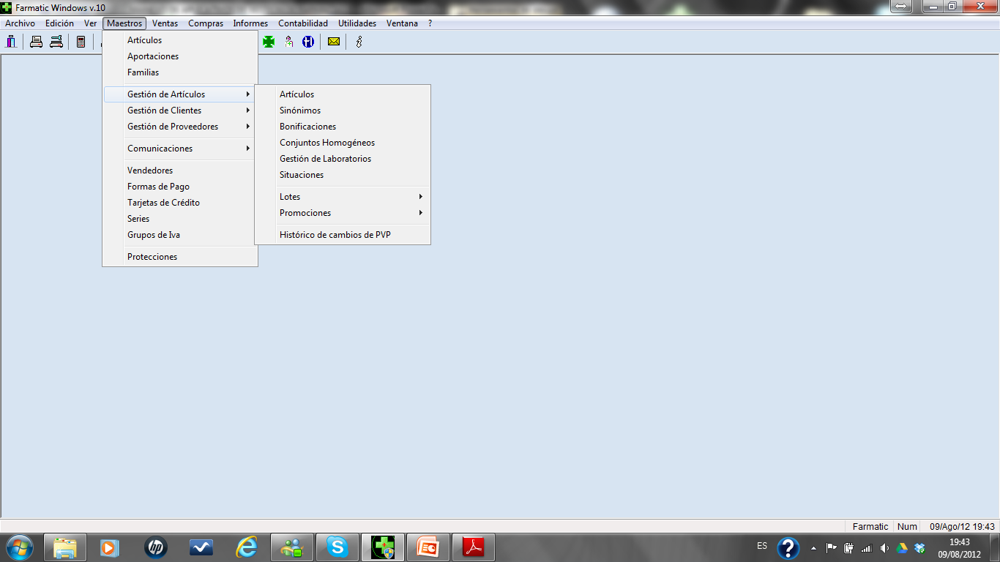 Farmatic Windows v.10
Archivo Edición Ver Maestros Ventas Compras Informes Contabilidad Utilidades Ventana ?
Artículos
Aportaciones
Familias
Gestión de Artículos
Gestión de Clientes
Gestión de Proveedores
Comunicaciones
Vendedores
Formas de Pago
Tarjetas de Crédito
Series
Grupos de Iva
Protecciones
Artículos
Sinónimos
Bonificaciones
Conjuntos Homogéneos
Gestión de Laboratorios
Situaciones
Lotes
Promociones
Histórico de cambios de PVP
Farmatic Num 09/Ago/12 19:43
ES
19:43
09/08/2012